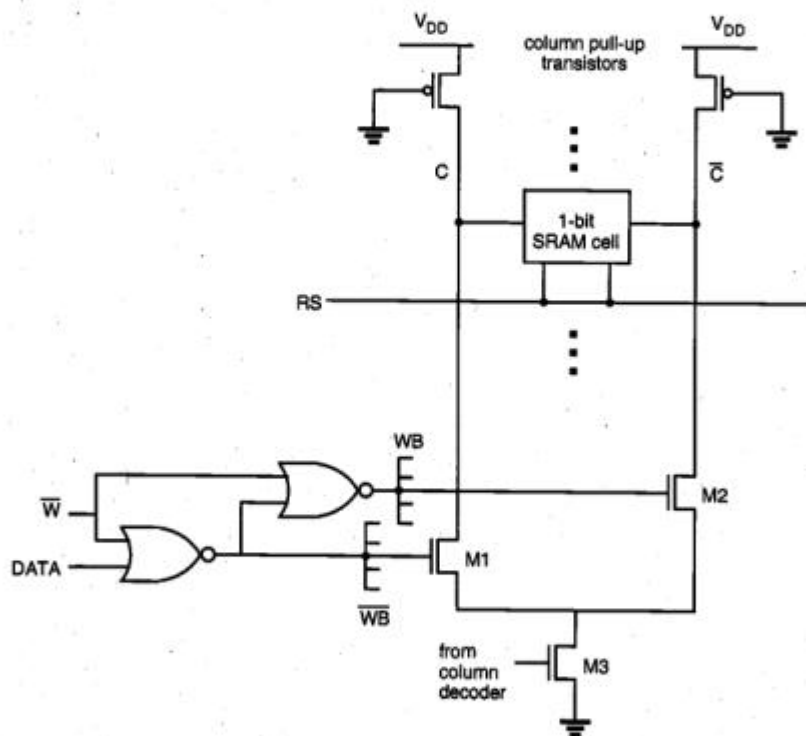 VDD
VDD
column pull-up
transistors
C
C̅
1-bit
SRAM cell
RS
WB
W̅
M2
DATA
M1
W̅B̅
from
column
decoder
M3